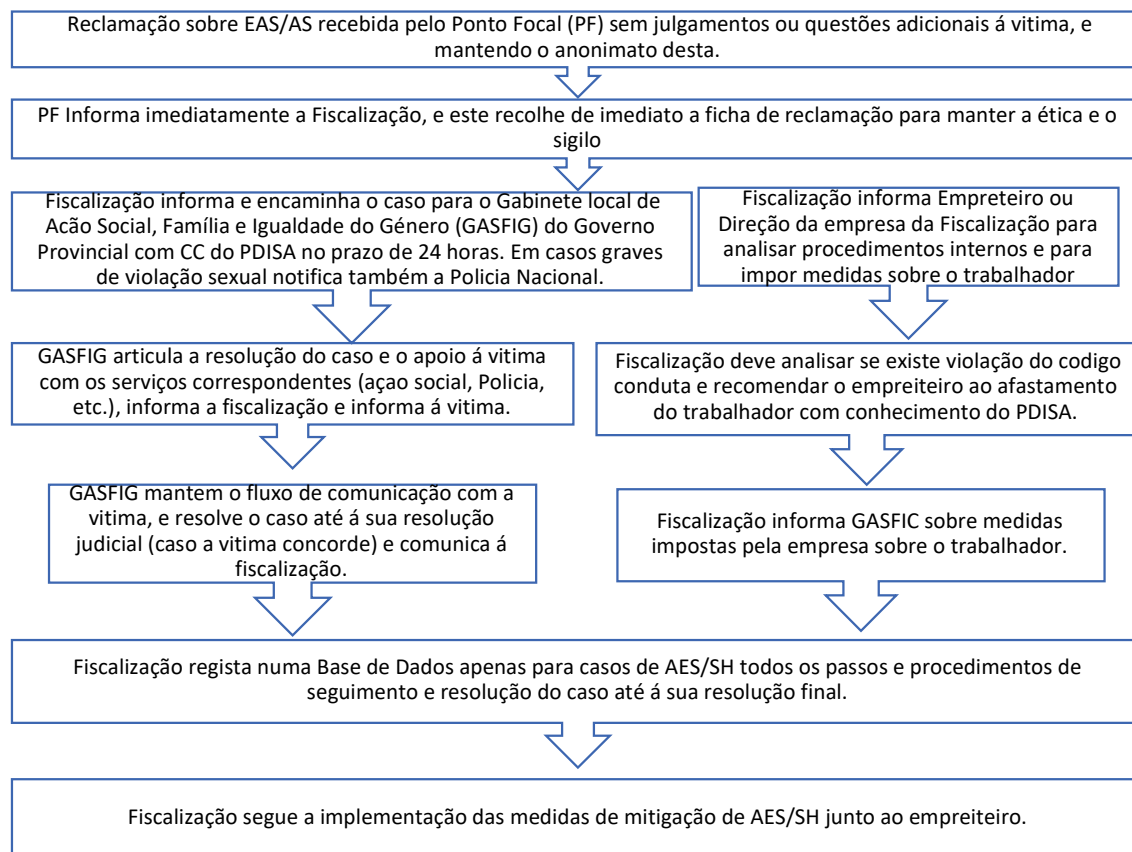 Reclamação sobre EAS/AS recebida pelo Ponto Focal (PF) sem julgamentos ou questões adicionais á vitima, e
mantendo o anonimato desta.
PF Informa imediatamente a Fiscalização, e este recolhe de imediato a ficha de reclamação para manter a ética e o
sigilo
Fiscalização informa e encaminha o caso para o Gabinete local de
Acão Social, Família e Igualdade do Género (GASFIG) do Governo
Provincial com CC do PDISA no prazo de 24 horas. Em casos graves
de violação sexual notifica também a Policia Nacional.
Fiscalização informa Empreteiro ou
Direção da empresa da Fiscalização para
analisar procedimentos internos e para
impor medidas sobre o trabalhador
GASFIG articula a resolução do caso e o apoio á vitima
com os serviços correspondentes (açao social, Policia,
etc.), informa a fiscalização e informa á vitima.
Fiscalização deve analisar se existe violação do codigo
conduta e recomendar o empreiteiro ao afastamento
do trabalhador com conhecimento do PDISA.
GASFIG mantem o fluxo de comunicação com a
vitima, e resolve o caso até á sua resolução
judicial (caso a vitima concorde) e comunica á
fiscalização.
Fiscalização informa GASFIC sobre medidas
impostas pela empresa sobre o trabalhador.
Fiscalização regista numa Base de Dados apenas para casos de AES/SH todos os passos e procedimentos de
seguimento e resolução do caso até á sua resolução final.
Fiscalização segue a implementação das medidas de mitigação de AES/SH junto ao empreiteiro.